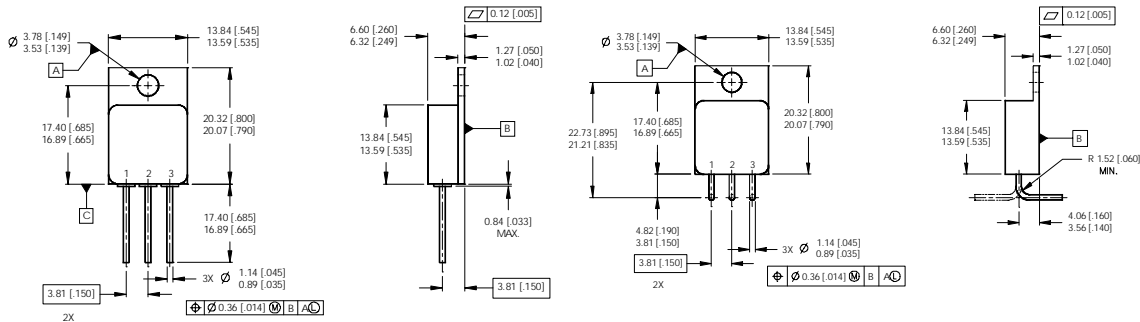 ⌀ 3.78 [.149]
3.53 [.139]
13.84 [.545]
13.59 [.535]
A
17.40 [.685]
16.89 [.665]
20.32 [.800]
20.07 [.790]
1 2 3
C
17.40 [.685]
16.89 [.665]
3X ⌀ 1.14 [.045]
0.89 [.035]
3.81 [.150]
2X
⌖ ⌀ 0.36 [.014] Ⓜ B A Ⓛ
⏥ 0.12 [.005]
6.60 [.260]
6.32 [.249]
1.27 [.050]
1.02 [.040]
13.84 [.545]
13.59 [.535]
B
0.84 [.033]
MAX.
3.81 [.150]
⌀ 3.78 [.149]
3.53 [.139]
13.84 [.545]
13.59 [.535]
A
22.73 [.895]
21.21 [.835]
17.40 [.685]
16.89 [.665]
20.32 [.800]
20.07 [.790]
1 2 3
4.82 [.190]
3.81 [.150]
3.81 [.150]
2X
3X ⌀ 1.14 [.045]
0.89 [.035]
⌖ ⌀ 0.36 [.014] Ⓜ B A Ⓛ
⏥ 0.12 [.005]
6.60 [.260]
6.32 [.249]
1.27 [.050]
1.02 [.040]
13.84 [.545]
13.59 [.535]
B
R 1.52 [.060]
MIN.
4.06 [.160]
3.56 [.140]